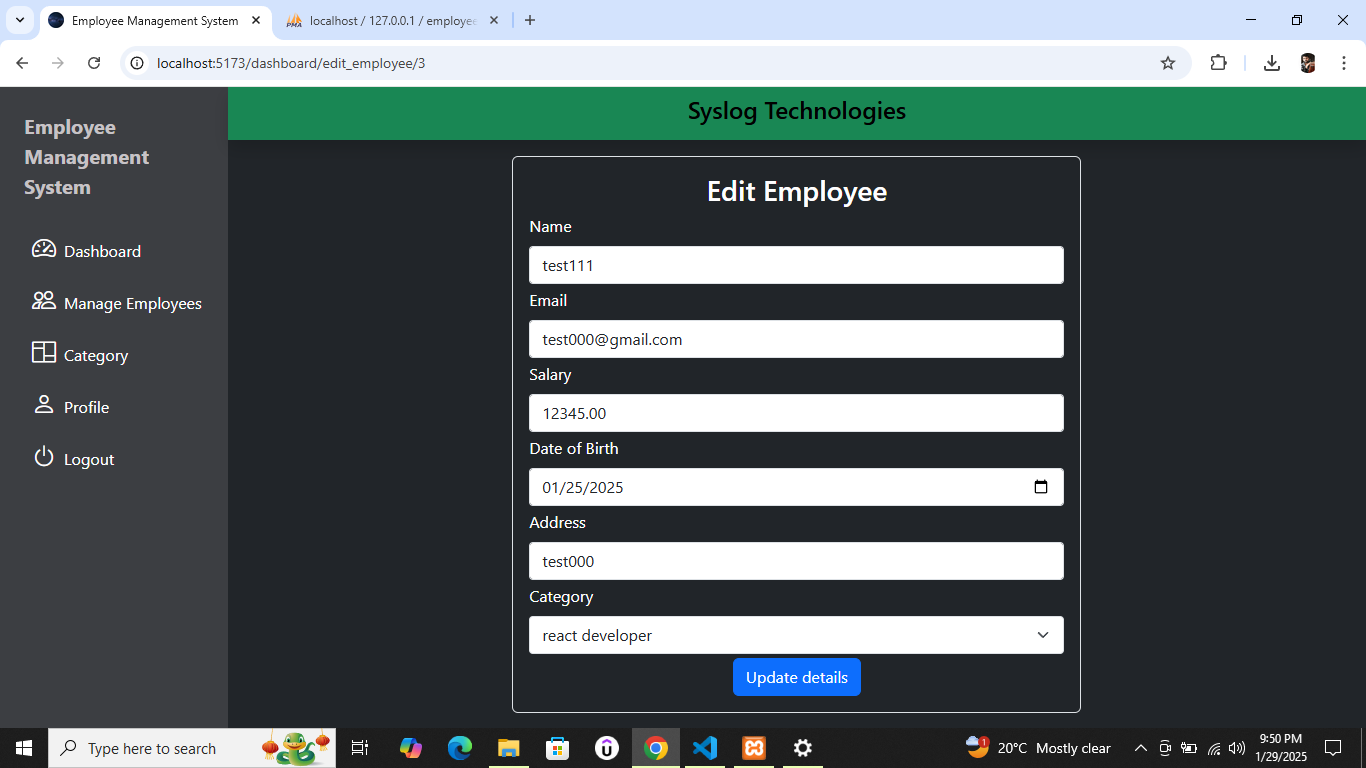 Employee Management System
localhost / 127.0.0.1 / employee
localhost:5173/dashboard/edit_employee/3
Employee
Management
System
Dashboard
Manage Employees
Category
Profile
Logout
Syslog Technologies
Edit Employee
Name
test111
Email
test000@gmail.com
Salary
12345.00
Date of Birth
01/25/2025
Address
test000
Category
react developer
Update details
Type here to search
1
20°C Mostly clear
9:50 PM
1/29/2025